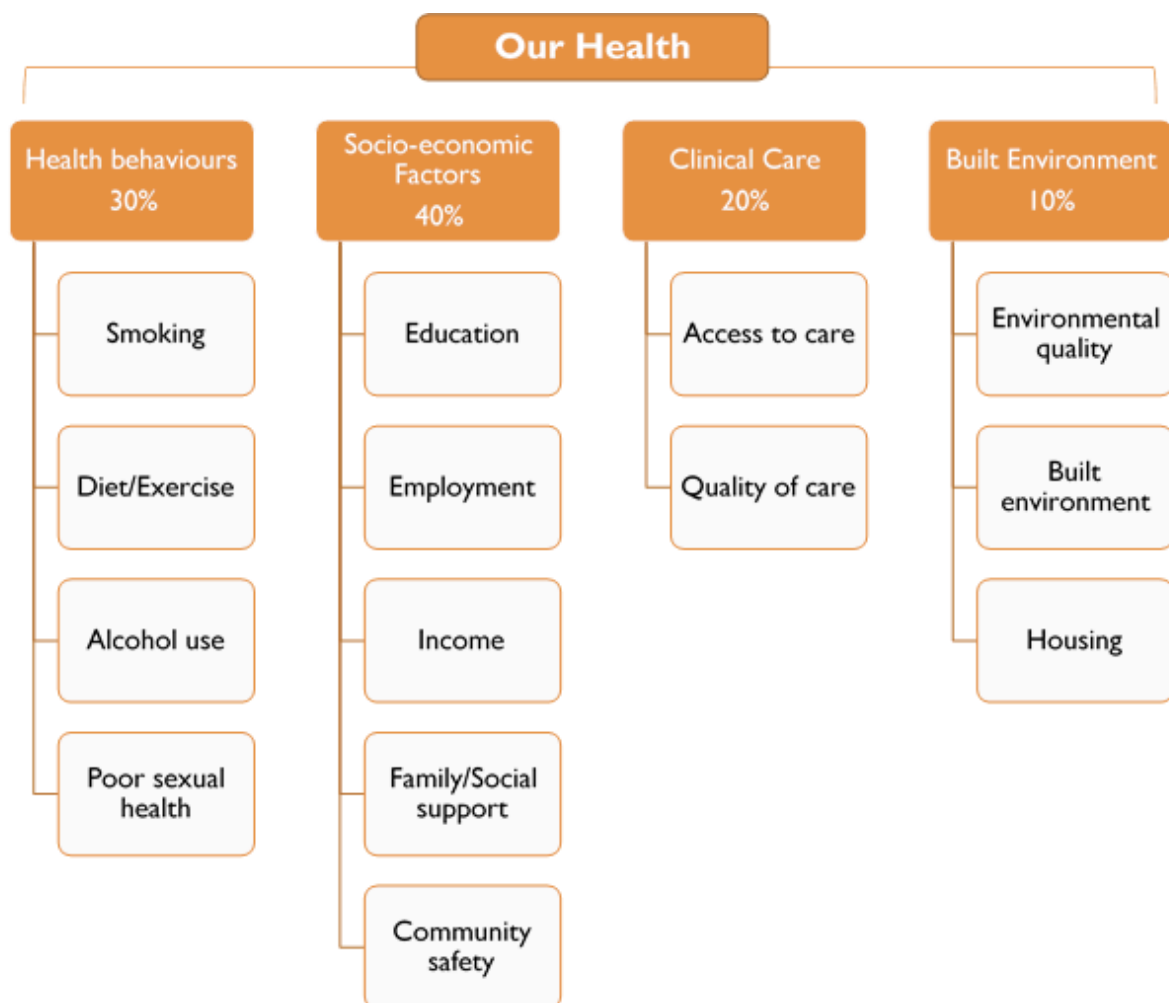 Our Health
Health behaviours
30%
Smoking
Diet/Exercise
Alcohol use
Poor sexual
health
Socio-economic
Factors
40%
Education
Employment
Income
Family/Social
support
Community
safety
Clinical Care
20%
Access to care
Quality of care
Built Environment
10%
Environmental
quality
Built
environment
Housing